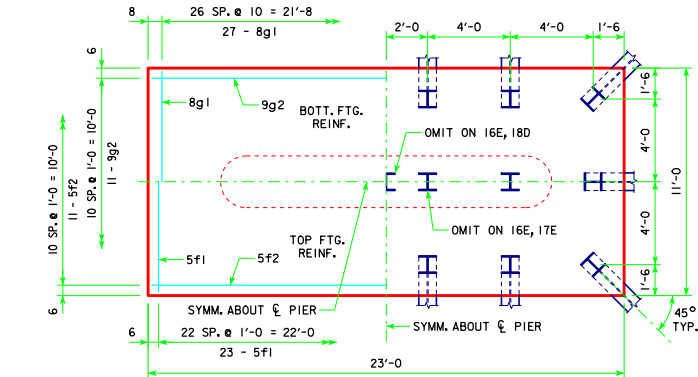 8
26 SP. @ 10 = 21'-8
27 - 8g1
2'-0
4'-0
4'-0
1'-6
6
8g1
9g2
BOTT. FTG.
REINF.
OMIT ON 16E, 18D
1'-6
4'-0
11'-0
4'-0
1'-6
10 SP. @ 1'-0 = 10'-0
11 - 5f2
10 SP. @ 1'-0 = 10'-0
11 - 9g2
OMIT ON 16E, 17E
TOP FTG.
REINF.
5f1
5f2
6
SYMM. ABOUT ℄ PIER
SYMM. ABOUT ℄ PIER
45°
TYP.
6
22 SP. @ 1'-0 = 22'-0
23 - 5f1
23'-0